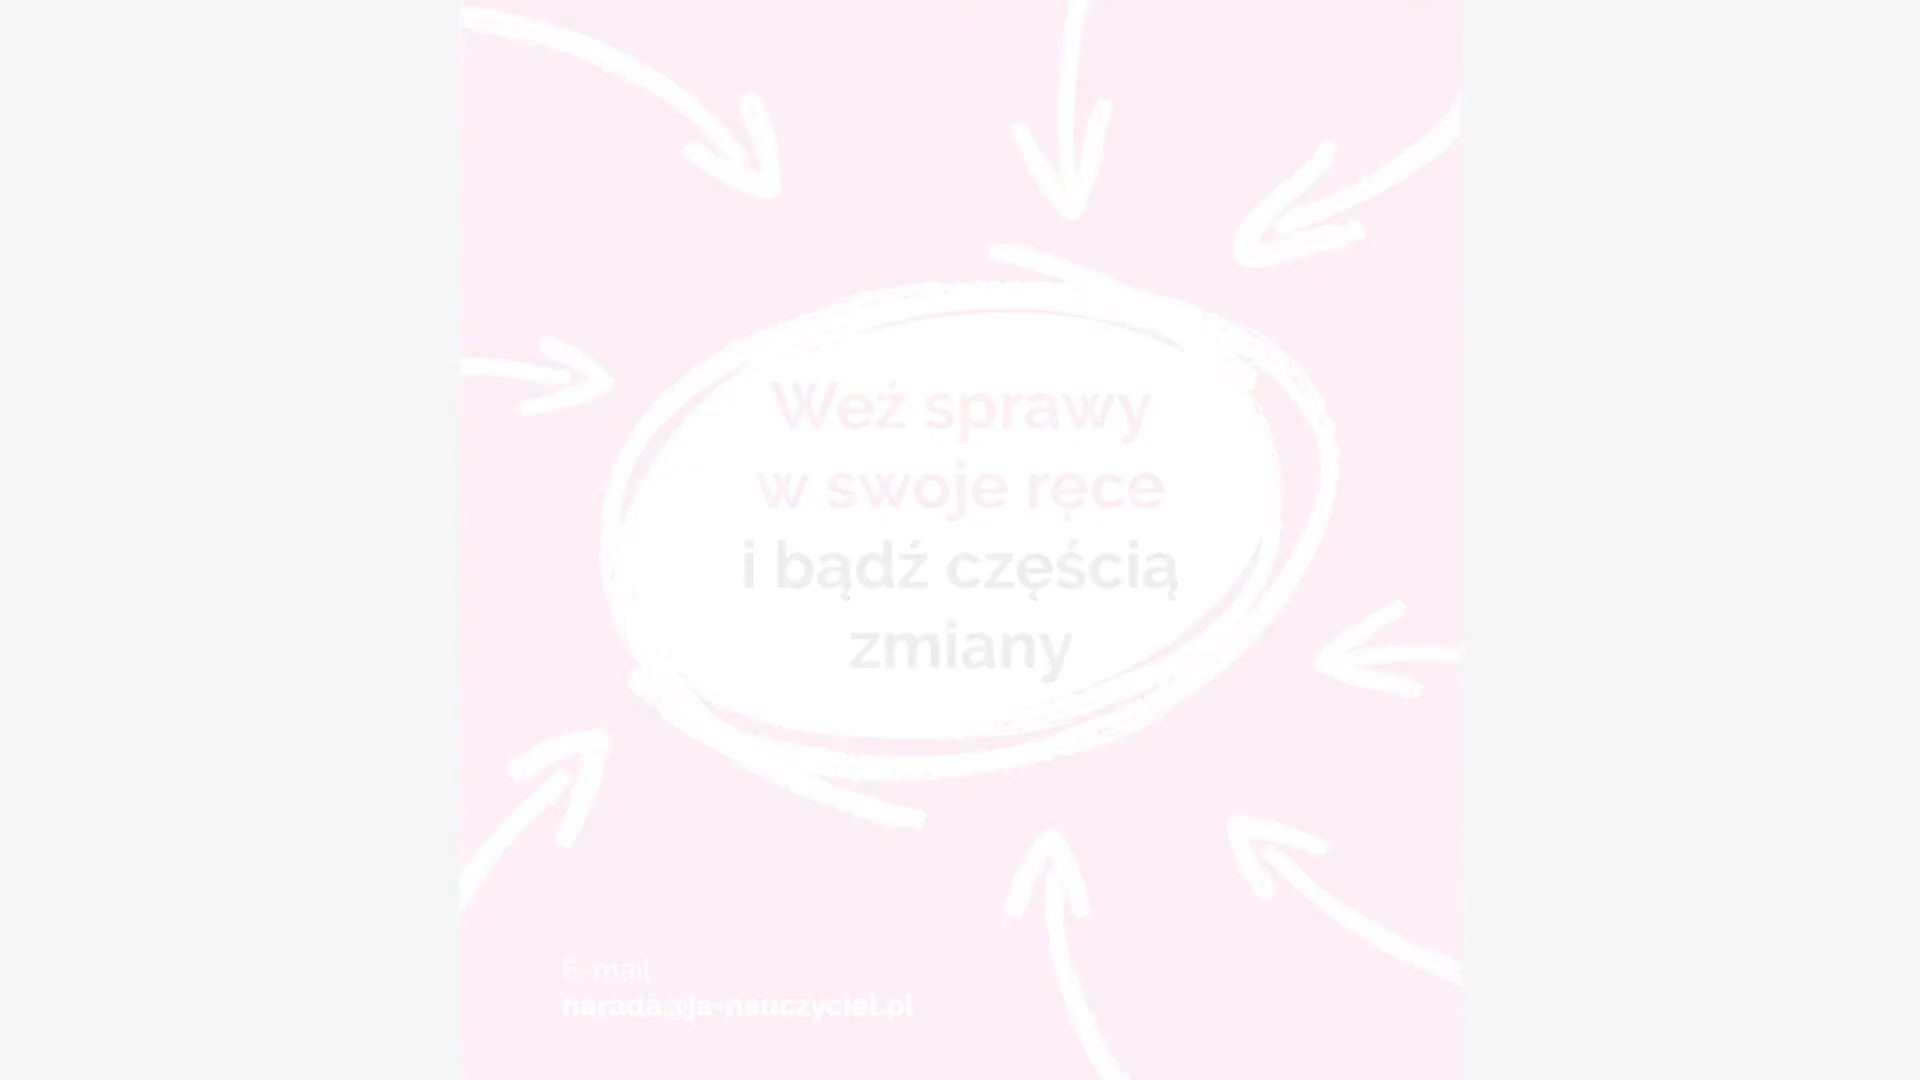 Weź sprawy
w swoje ręce
i bądź częścią
zmiany
E-mail
narada@ja-nauczyciel.pl